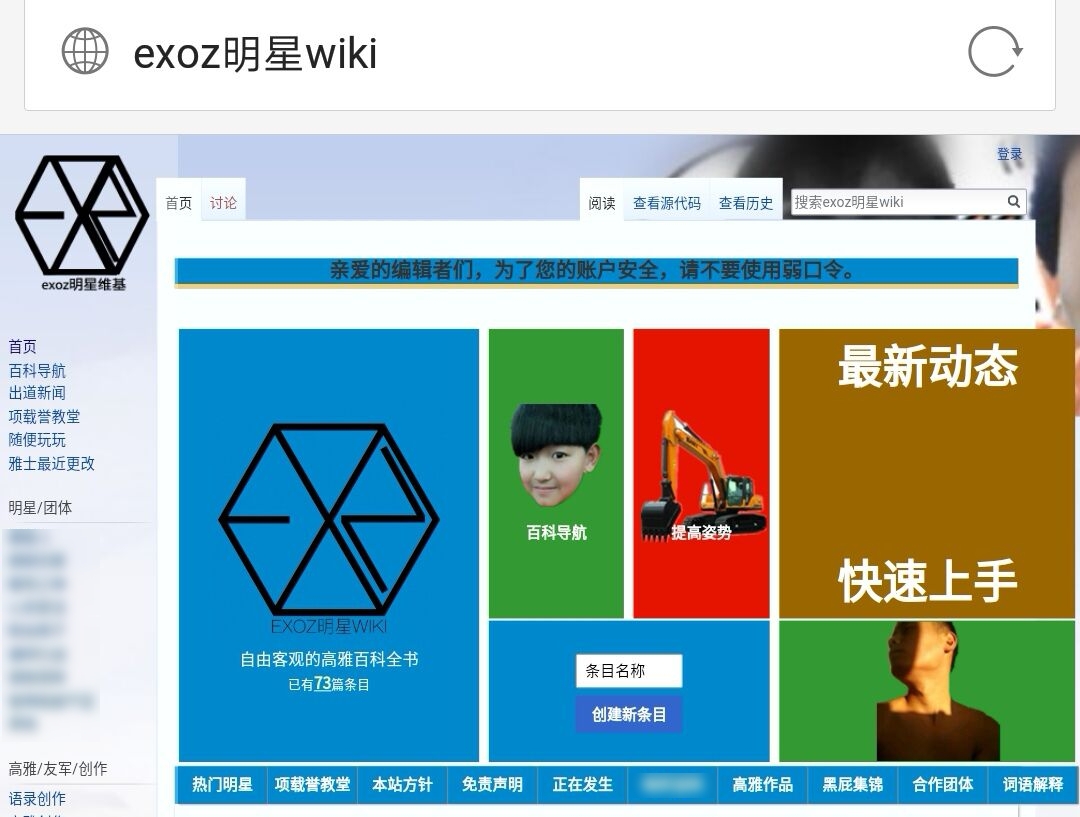 exoz明星wiki
登录
exoz明星维基
首页
讨论
阅读
查看源代码
查看历史
搜索exoz明星wiki
亲爱的编辑者们，为了您的账户安全，请不要使用弱口令。
首页
百科导航
出道新闻
项载誉教堂
随便玩玩
雅士最近更改
明星/团体
高雅/友军/创作
语录创作
EXOZ明星WIKI
自由客观的高雅百科全书
已有73篇条目
百科导航
提高姿势
最新动态
快速上手
条目名称
创建新条目
热门明星
项载誉教堂
本站方针
免责声明
正在发生
高雅作品
黑屁集锦
合作团体
词语解释